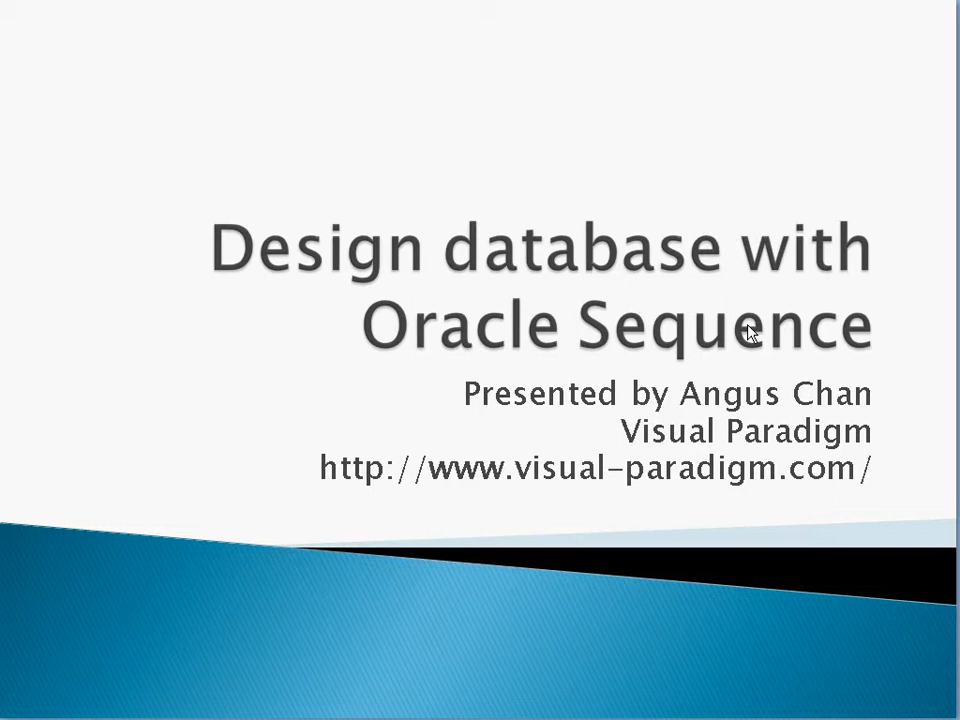 Design database with
Oracle Sequence
Presented by Angus Chan
Visual Paradigm
http://www.visual-paradigm.com/